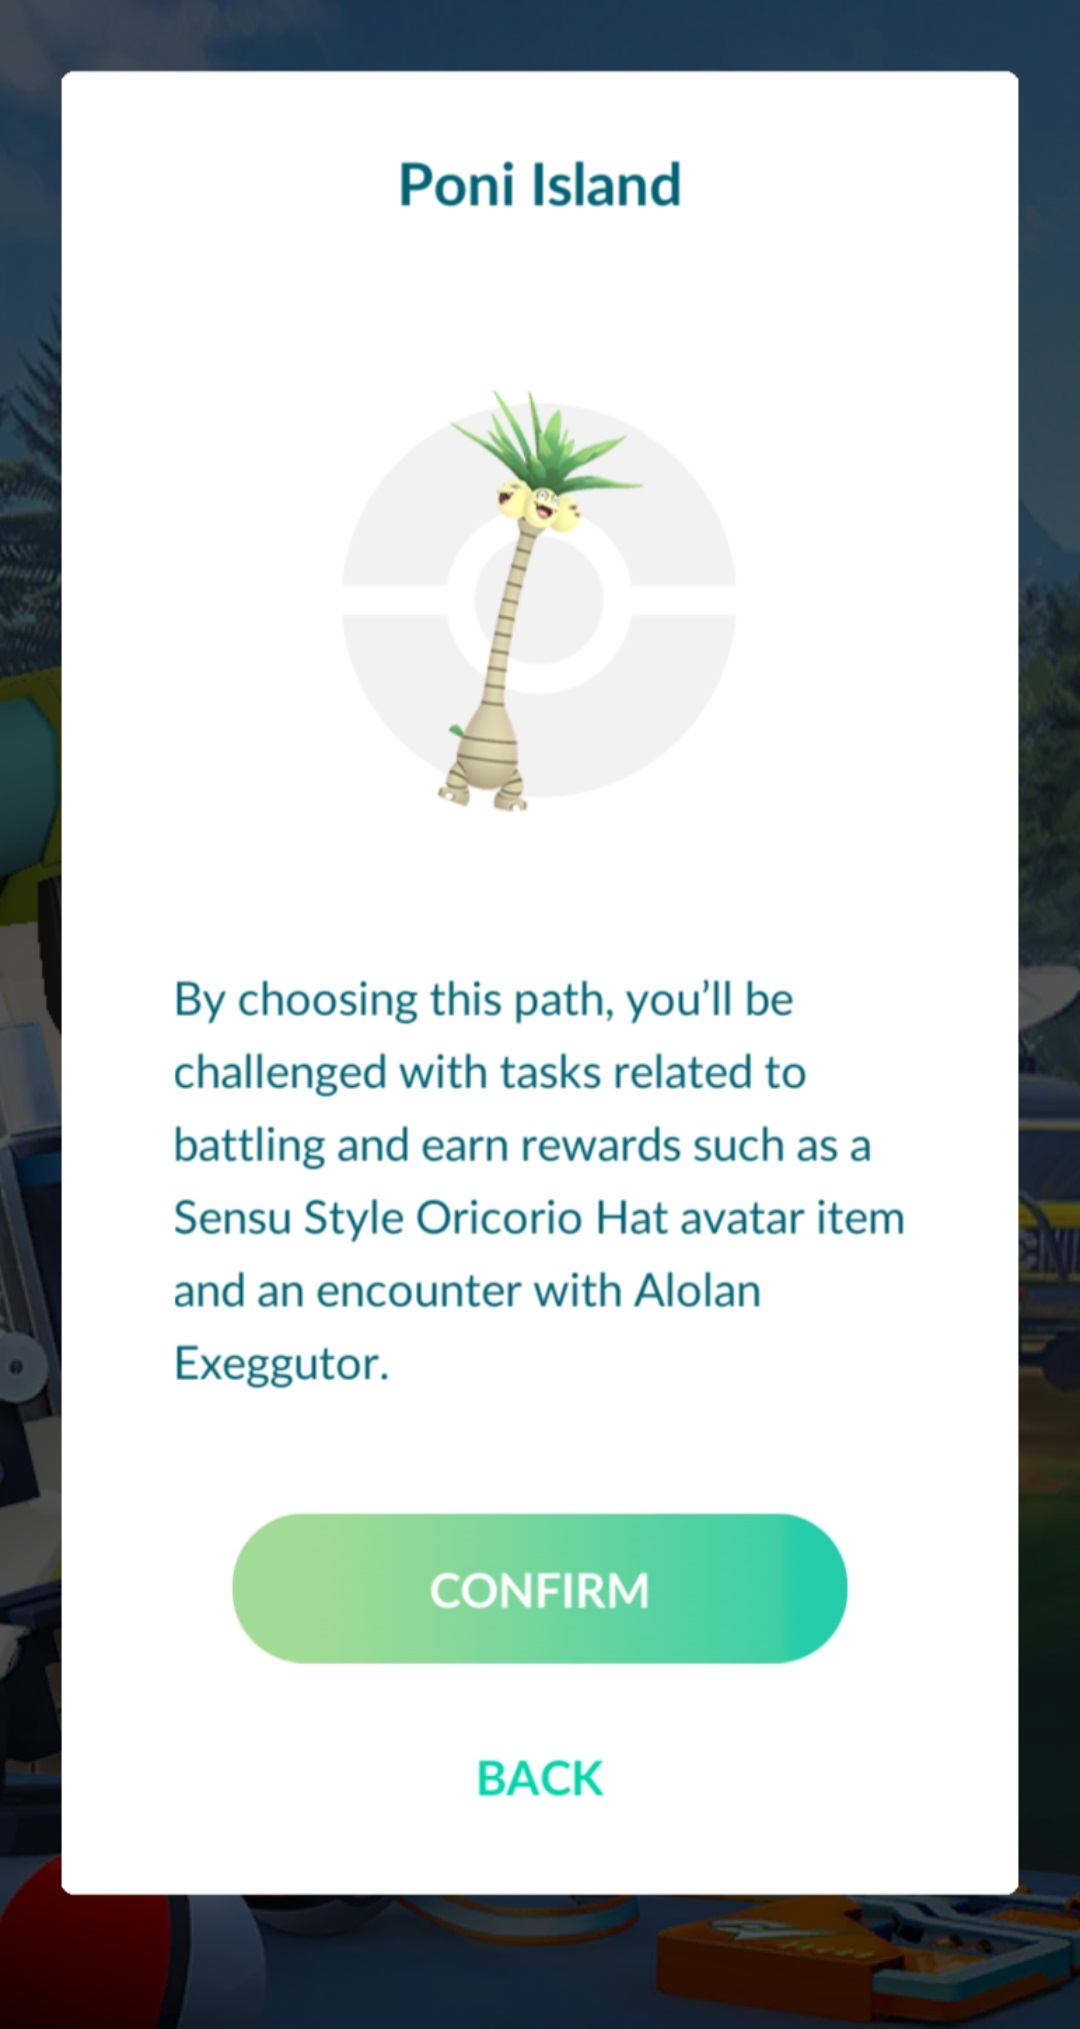 Poni Island
By choosing this path, you’ll be
challenged with tasks related to
battling and earn rewards such as a
Sensu Style Oricorio Hat avatar item
and an encounter with Alolan
Exeggutor.
CONFIRM
BACK